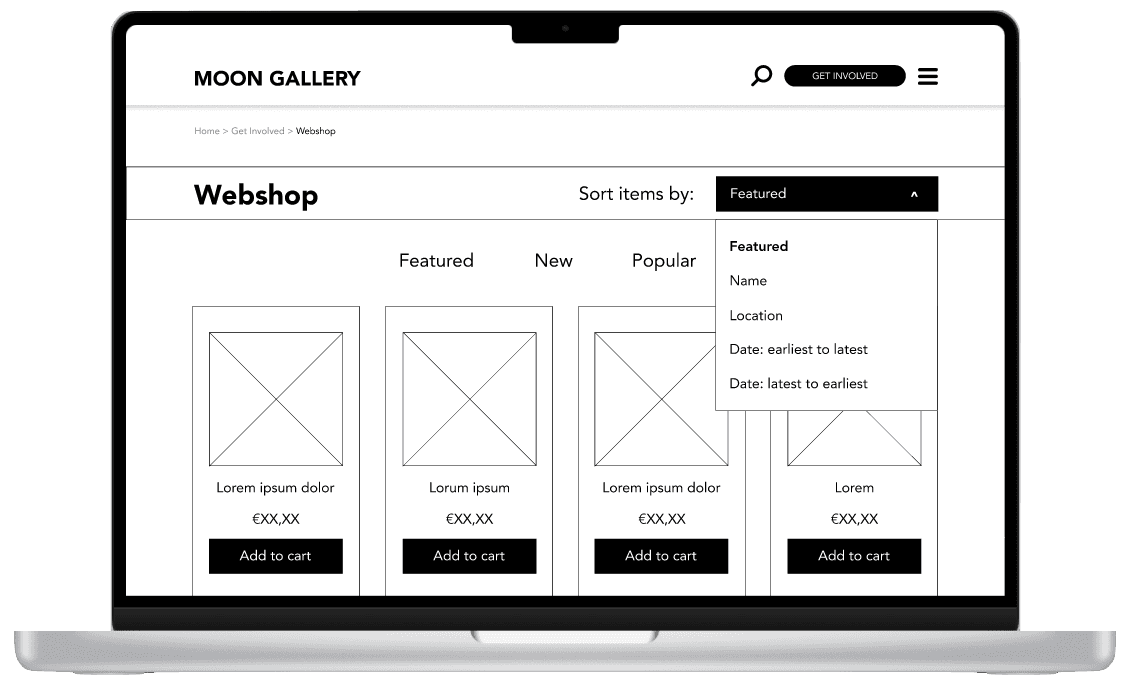 MOON GALLERY
GET INVOLVED
Home > Get Involved > Webshop
Webshop
Sort items by:
Featured
Featured
Name
Location
Date: earliest to latest
Date: latest to earliest
Featured New Popular
Lorem ipsum dolor
€XX,XX
Add to cart
Lorum ipsum
€XX,XX
Add to cart
Lorem ipsum dolor
€XX,XX
Add to cart
Lorem
€XX,XX
Add to cart